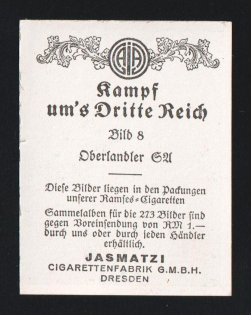 AJA
Kampf
um's Dritte Reich
Bild 8
Oberlandler SA
Diese Bilder liegen in den Packungen
unserer Ramses-Cigaretten
Sammelalben für die 273 Bilder sind
gegen Voreinsendung von RM 1.—
durch uns oder durch jeden Händler
erhältlich.
JASMATZI
CIGARETTENFABRIK G.M.B.H.
DRESDEN